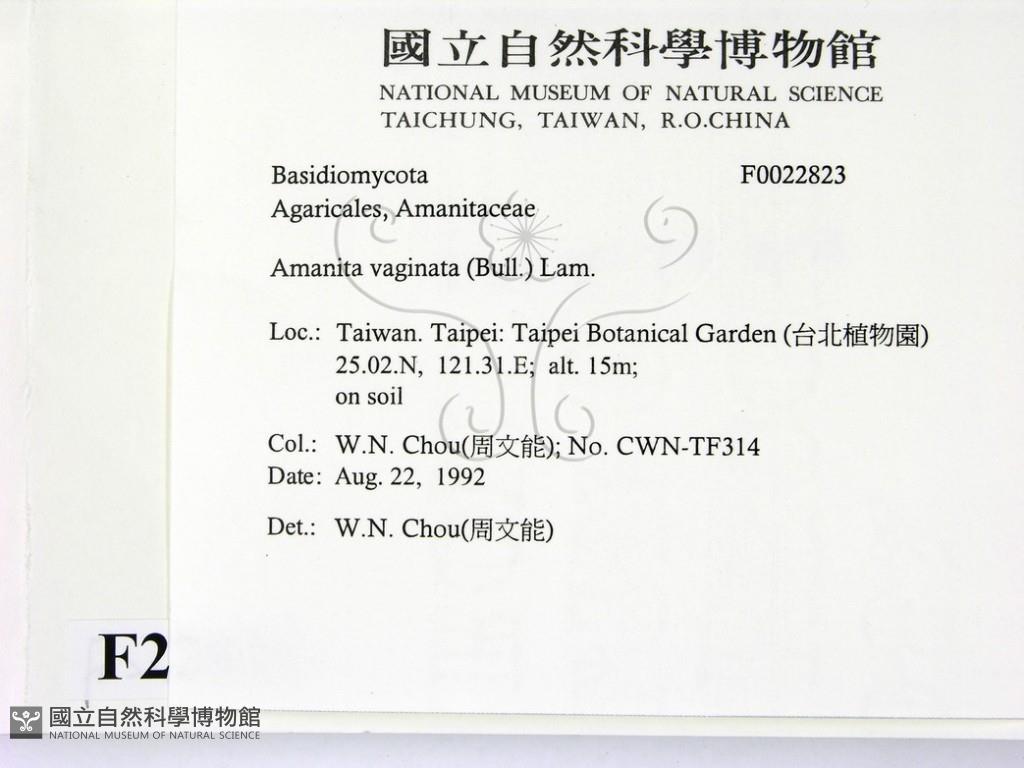 國立自然科學博物館
NATIONAL MUSEUM OF NATURAL SCIENCE
TAICHUNG, TAIWAN, R.O.CHINA
Basidiomycota F0022823
Agaricales, Amanitaceae
Amanita vaginata (Bull.) Lam.
Loc.: Taiwan. Taipei: Taipei Botanical Garden (台北植物園)
25.02.N, 121.31.E; alt. 15m;
on soil
Col.: W.N. Chou(周文能); No. CWN-TF314
Date: Aug. 22, 1992
Det.: W.N. Chou(周文能)
F2
國立自然科學博物館
NATIONAL MUSEUM OF NATURAL SCIENCE